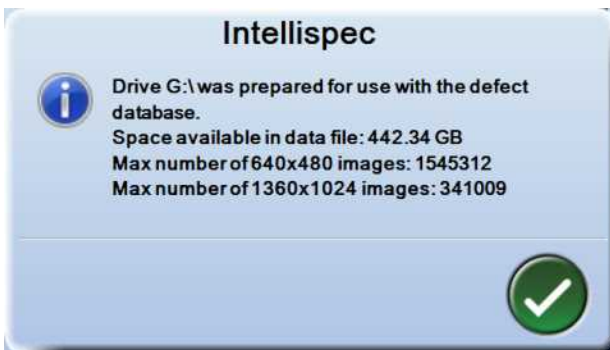 Intellispec
Drive G:\ was prepared for use with the defect
database.
Space available in data file: 442.34 GB
Max number of 640x480 images: 1545312
Max number of 1360x1024 images: 341009